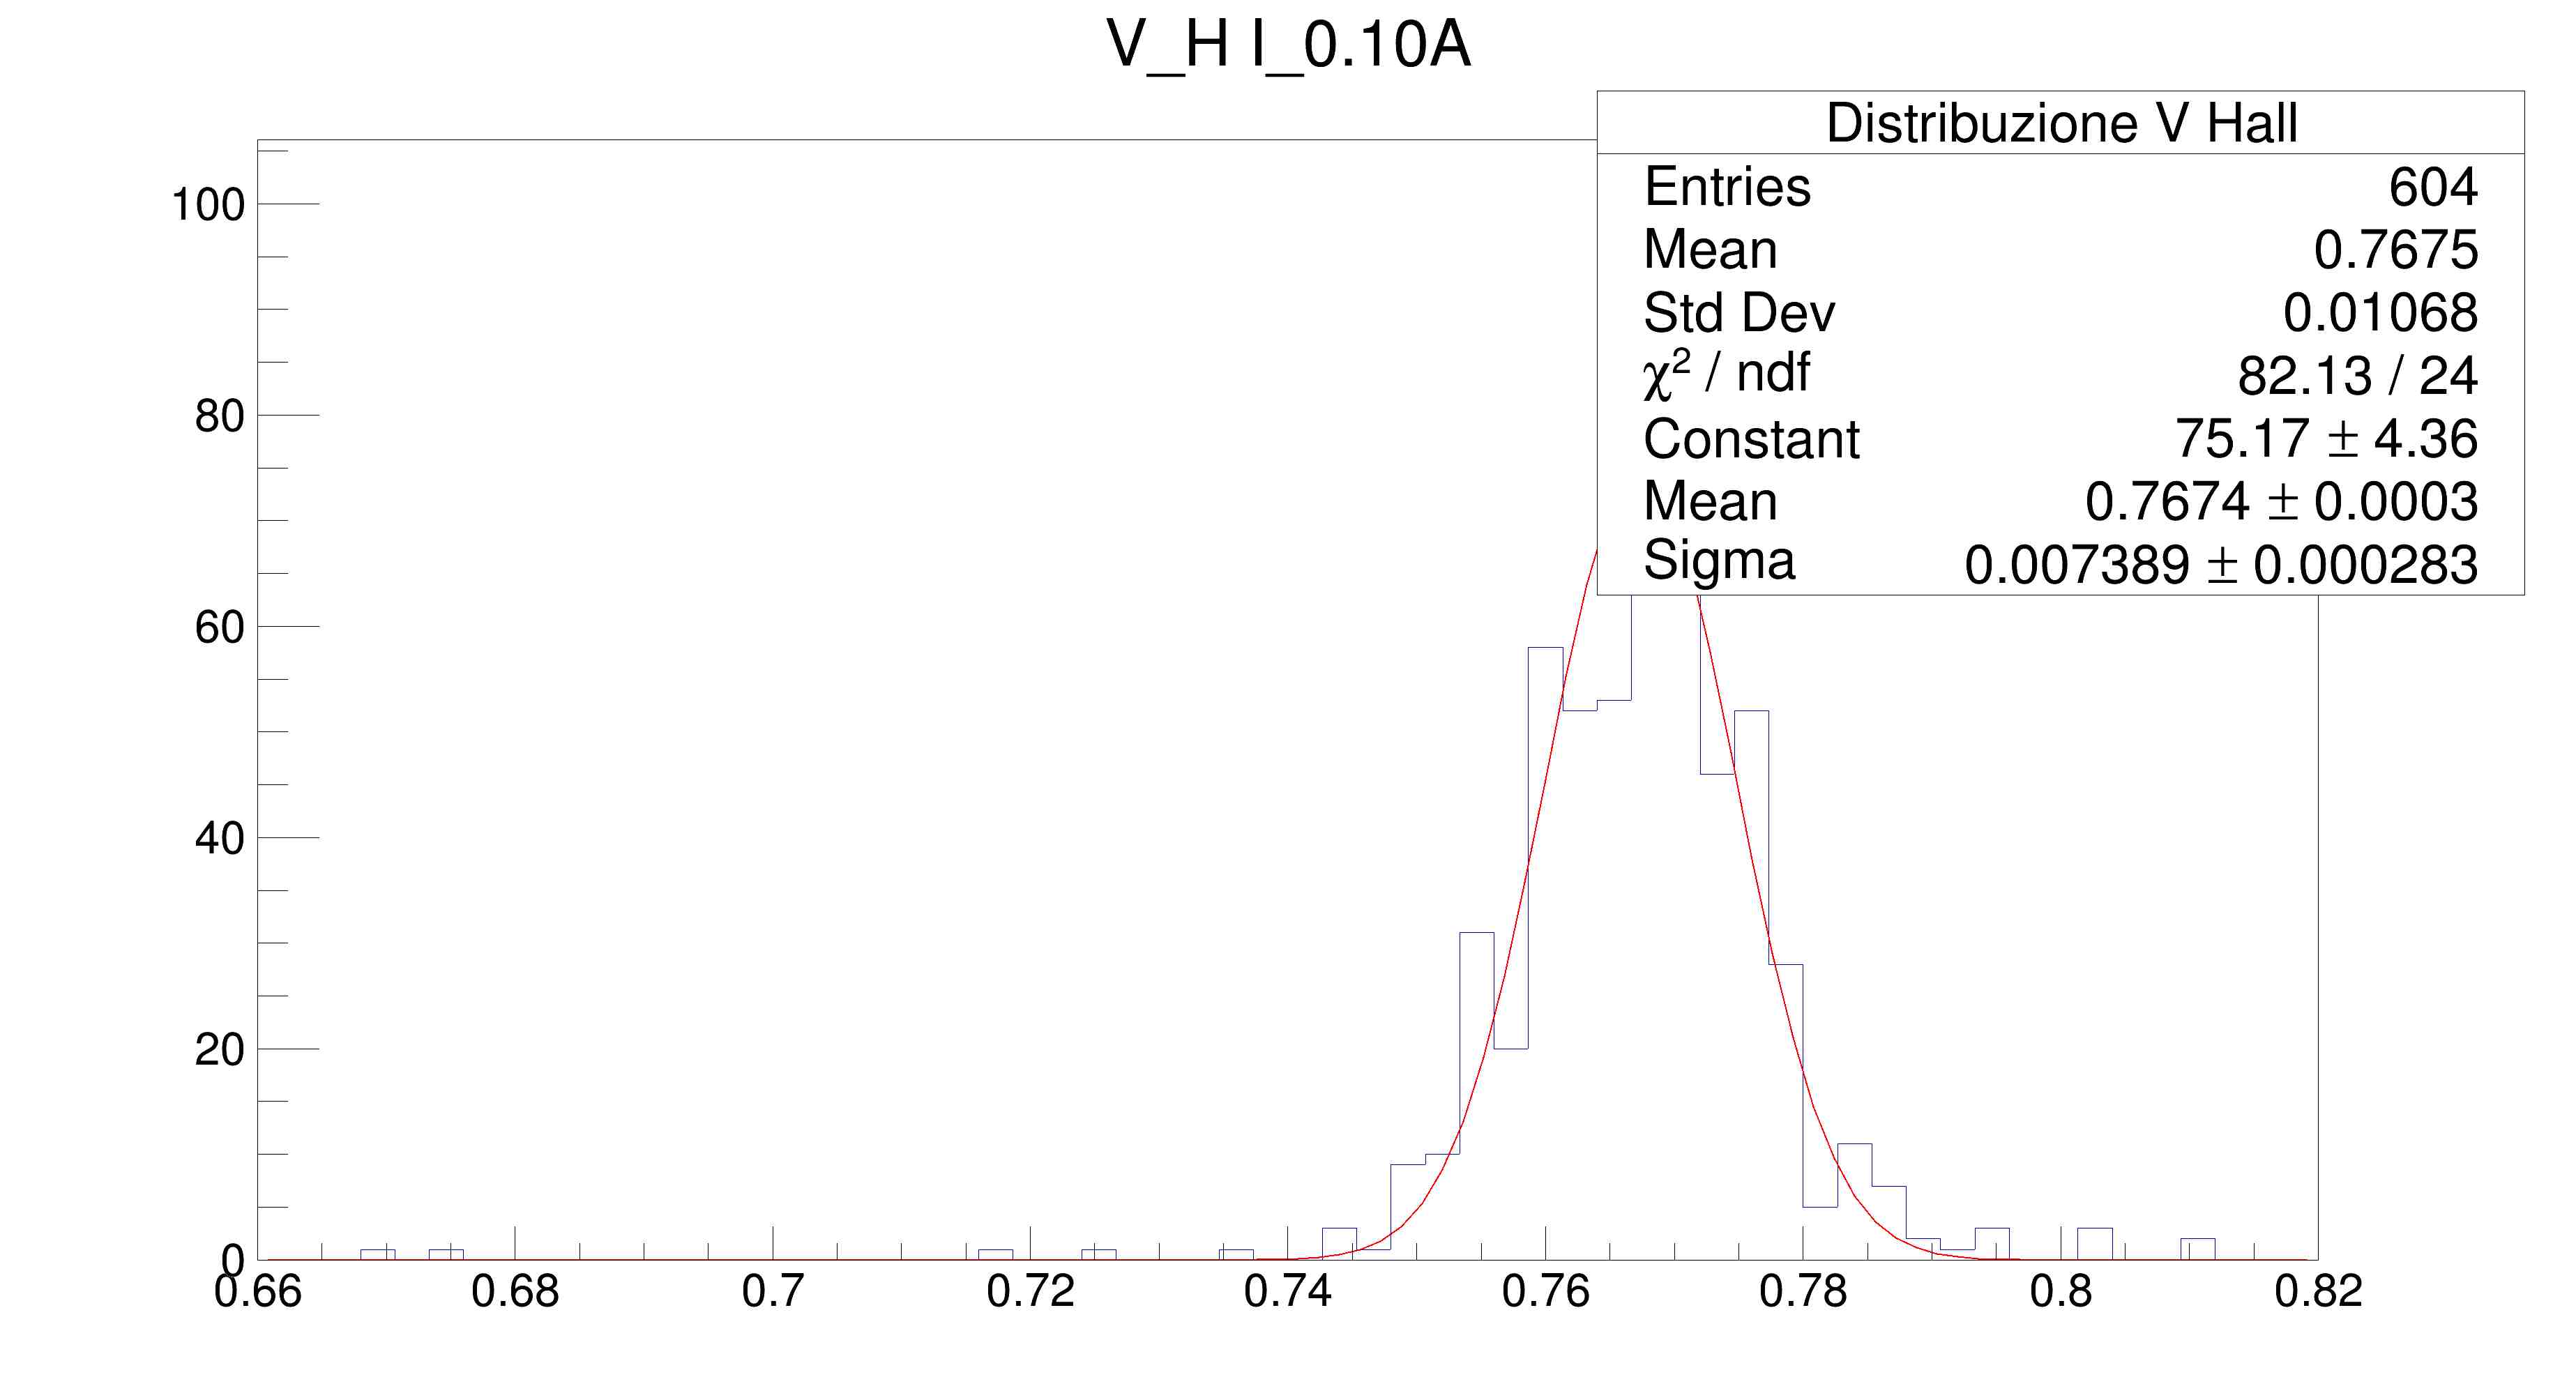 V_H I_0.10A
Distribuzione V Hall
Entries 604
Mean 0.7675
Std Dev 0.01068
χ² / ndf 82.13 / 24
Constant 75.17 ± 4.36
Mean 0.7674 ± 0.0003
Sigma 0.007389 ± 0.000283
100
80
60
40
20
0
0.66 0.68 0.7 0.72 0.74 0.76 0.78 0.8 0.82